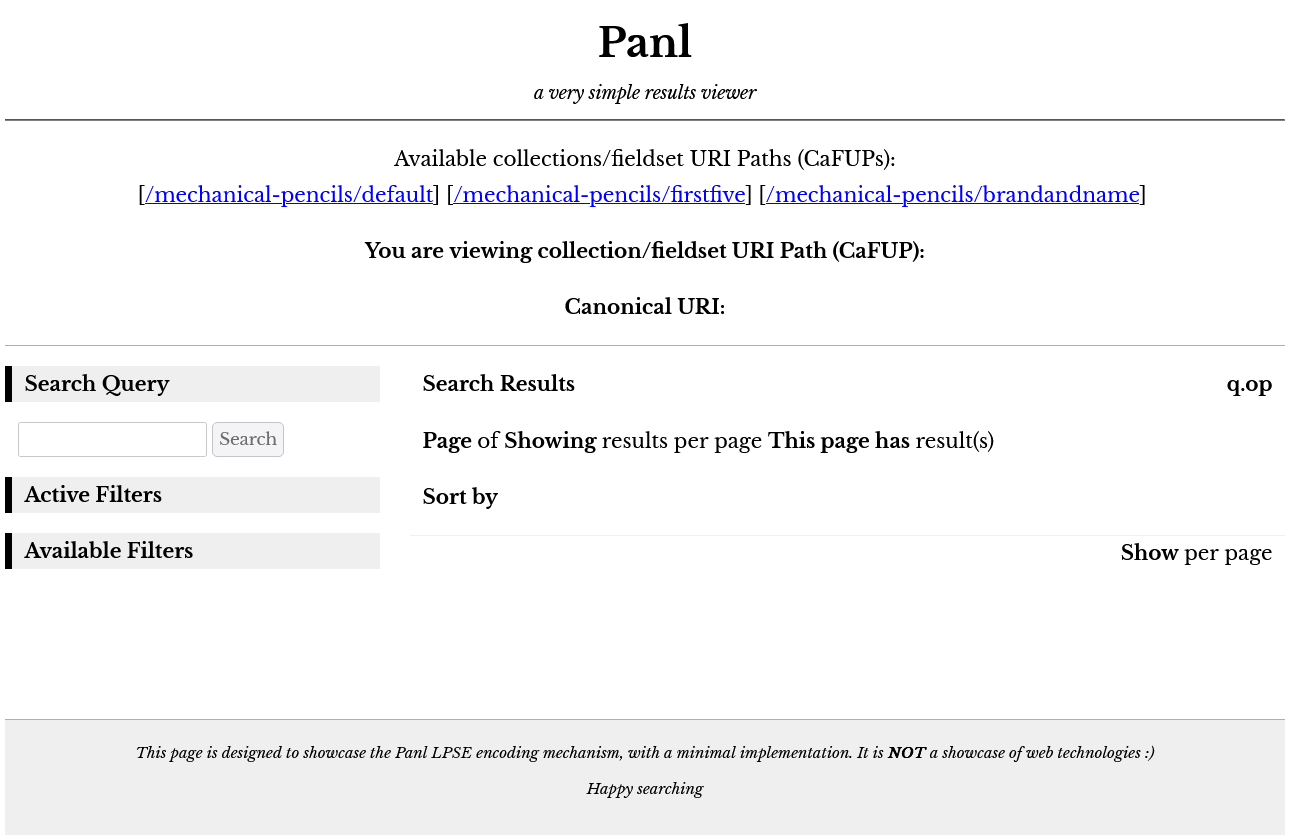 Panl
a very simple results viewer
Available collections/fieldset URI Paths (CaFUPs):
[/mechanical-pencils/default] [/mechanical-pencils/firstfive] [/mechanical-pencils/brandandname]
You are viewing collection/fieldset URI Path (CaFUP):
Canonical URI:
Search Query
Search
Active Filters
Available Filters
Search Results q.op
Page of Showing results per page This page has result(s)
Sort by
Show per page
This page is designed to showcase the Panl LPSE encoding mechanism, with a minimal implementation. It is NOT a showcase of web technologies :)
Happy searching